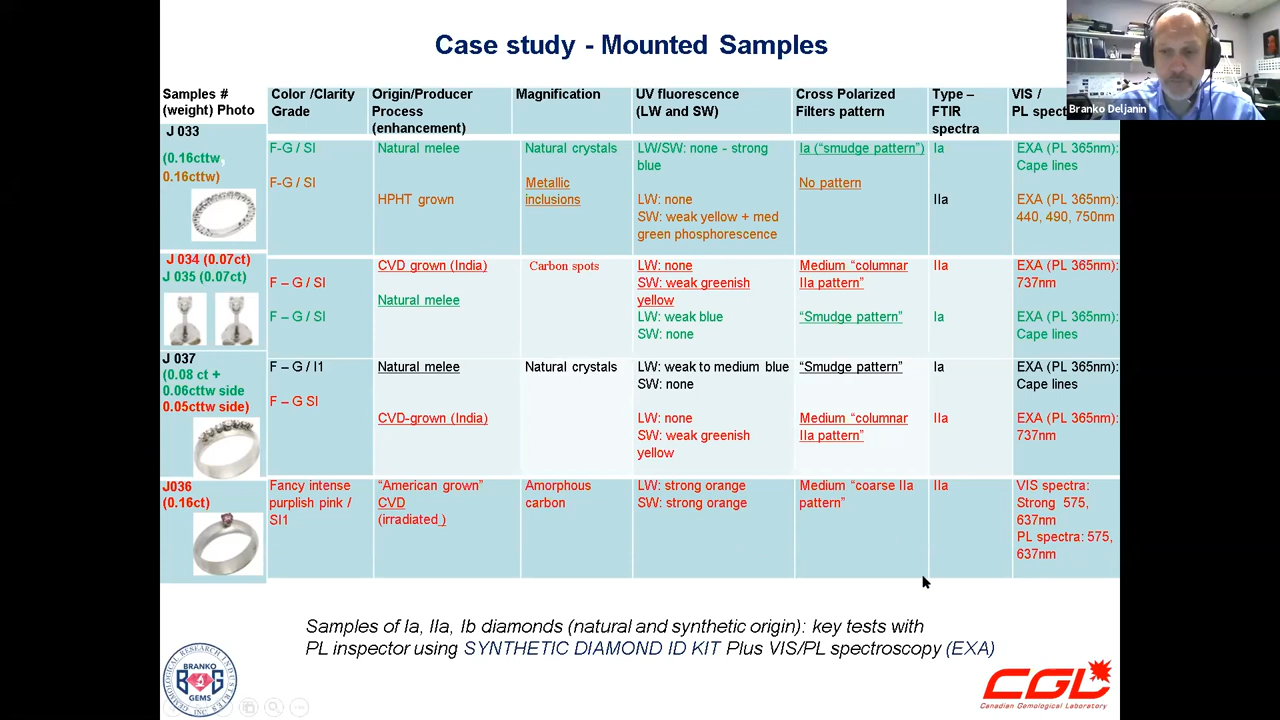 Case study - Mounted Samples
Branko Deljanin
Samples #
(weight) Photo
Color /Clarity
Grade
Origin/Producer
Process
(enhancement)
Magnification
UV fluorescence
(LW and SW)
Cross Polarized
Filters pattern
Type –
FTIR
spectra
VIS /
J 033
(0.16cttw,
0.16cttw)
F-G / SI
F-G / SI
Natural melee
HPHT grown
Natural crystals
Metallic
inclusions
LW/SW: none - strong
blue
LW: none
SW: weak yellow + med
green phosphorescence
Ia ("smudge pattern")
No pattern
Ia
IIa
EXA (PL 365nm):
Cape lines
EXA (PL 365nm):
440, 490, 750nm
J 034 (0.07ct)
J 035 (0.07ct)
F – G / SI
F – G / SI
CVD grown (India)
Natural melee
Carbon spots
LW: none
SW: weak greenish
yellow
LW: weak blue
SW: none
Medium "columnar
IIa pattern"
"Smudge pattern"
IIa
Ia
EXA (PL 365nm):
737nm
EXA (PL 365nm):
Cape lines
J 037
(0.08 ct +
0.06cttw side
0.05cttw side)
F – G / I1
F – G SI
Natural melee
CVD-grown (India)
Natural crystals
LW: weak to medium blue
SW: none
LW: none
SW: weak greenish
yellow
"Smudge pattern"
Medium "columnar
IIa pattern"
Ia
IIa
EXA (PL 365nm):
Cape lines
EXA (PL 365nm):
737nm
J036
(0.16ct)
Fancy intense
purplish pink /
SI1
"American grown"
CVD
(irradiated )
Amorphous
carbon
LW: strong orange
SW: strong orange
Medium "coarse IIa
pattern"
IIa
VIS spectra:
Strong 575,
637nm
PL spectra: 575,
637nm
Samples of Ia, IIa, Ib diamonds (natural and synthetic origin): key tests with
PL inspector using SYNTHETIC DIAMOND ID KIT Plus VIS/PL spectroscopy (EXA)
GEMMOLOGICAL RESEARCH INDUSTRIES INC.
BRANKO
GEMS
CGL
Canadian Gemological Laboratory